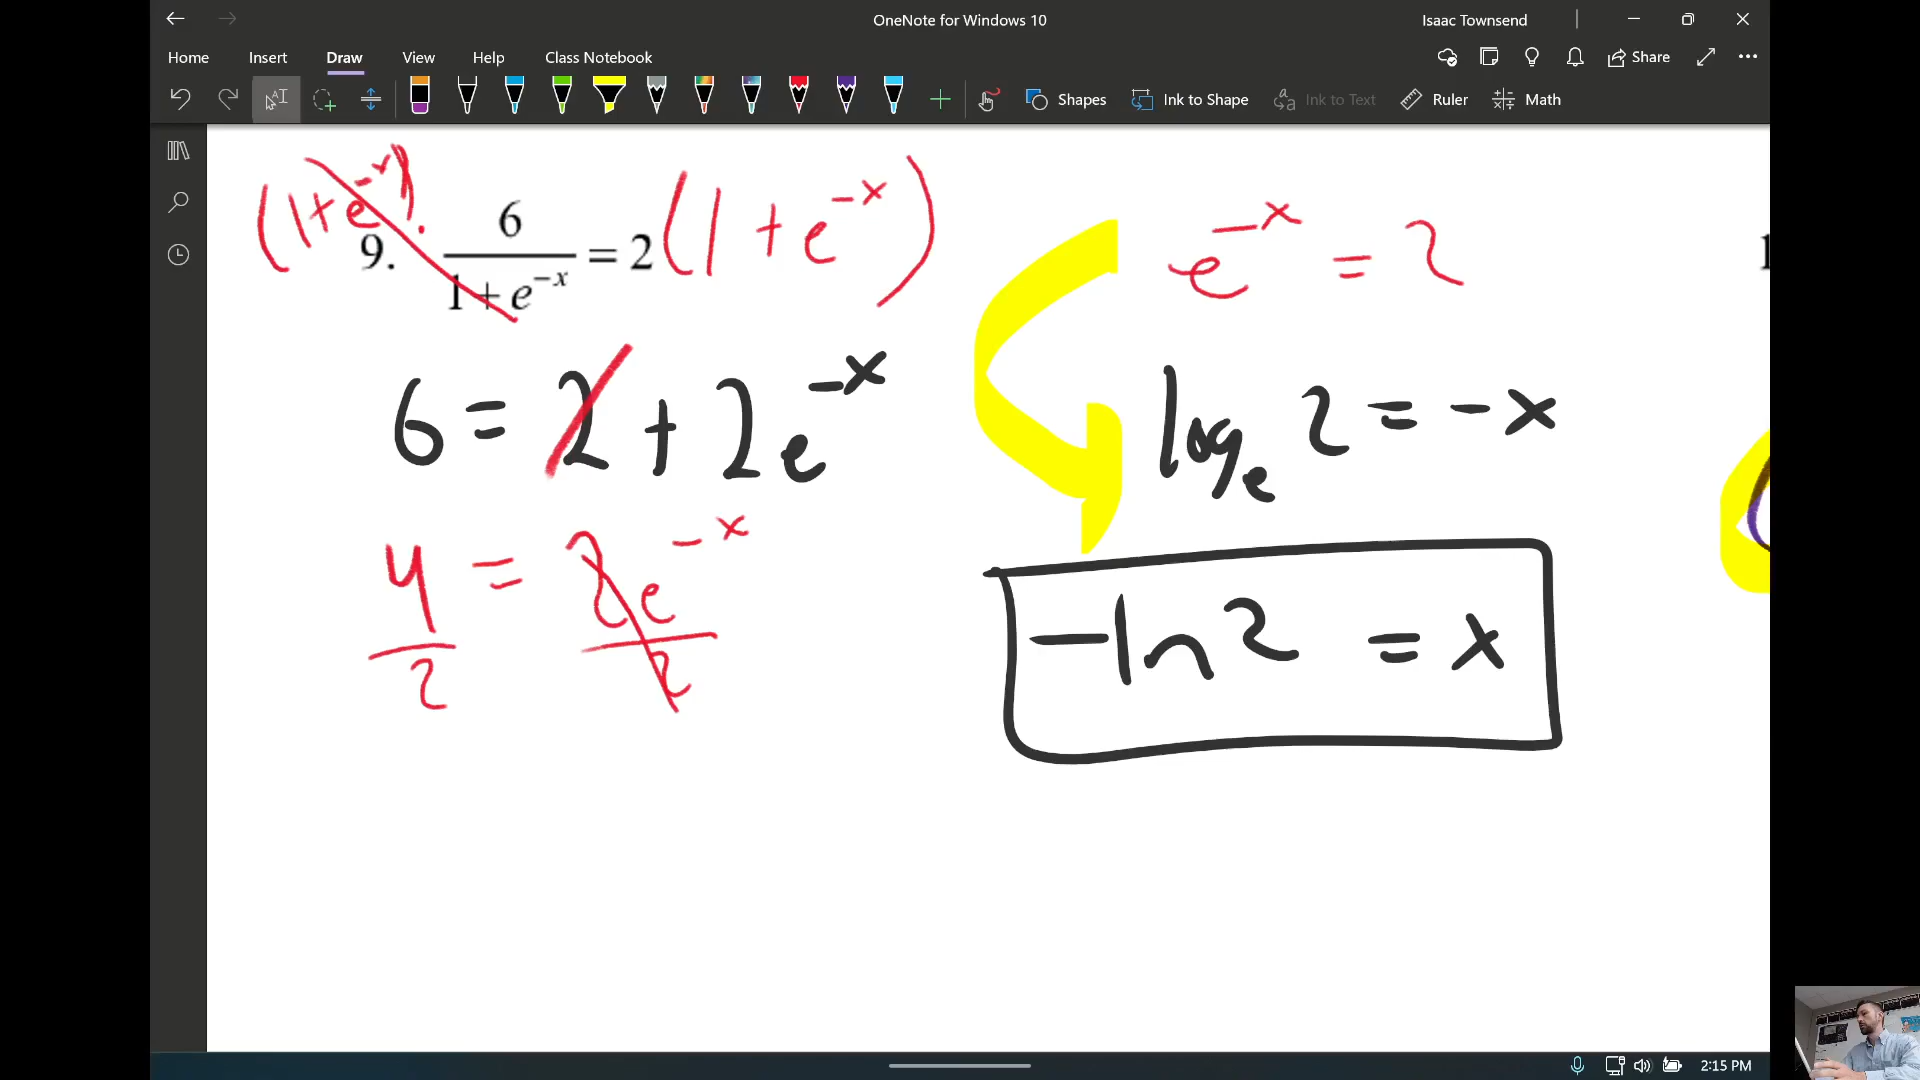 OneNote for Windows 10
Isaac Townsend
Home Insert Draw View Help Class Notebook
Share
Shapes Ink to Shape Ink to Text Ruler Math
(1+e^-x) · 9. 6/(1+e^-x) = 2 (1+e^-x)
6 = 2 + 2e^-x
4/2 = 2e^-x/2
e^-x = 2
log_e 2 = -x
-ln2 = x
2:15 PM